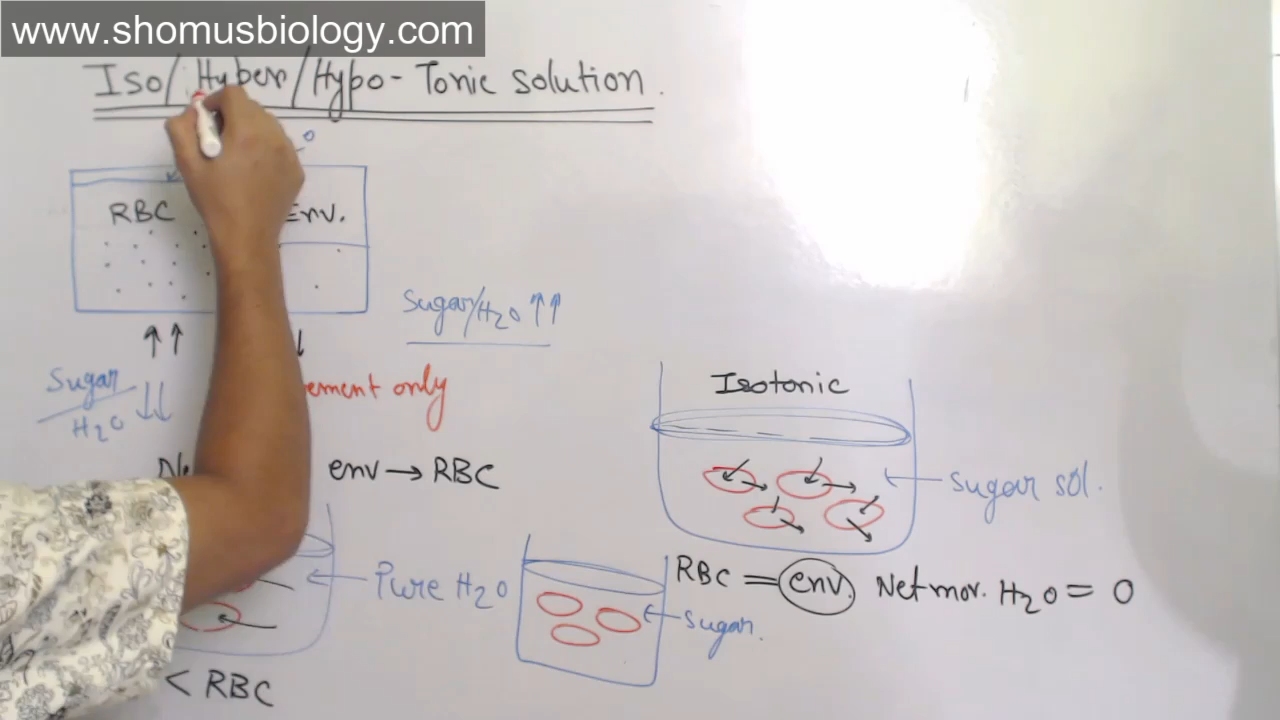 www.shomusbiology.com
Iso/Hyper/Hypo - Tonic solution.
RBC
Env.
Sugar/H2O ↑↑
↑↑
↓
Sugar
H2O ↓↓
ement only
env → RBC
Isotonic
Sugar sol.
Pure H2O
RBC = env. Net mov. H2O = 0
Sugar.
< RBC